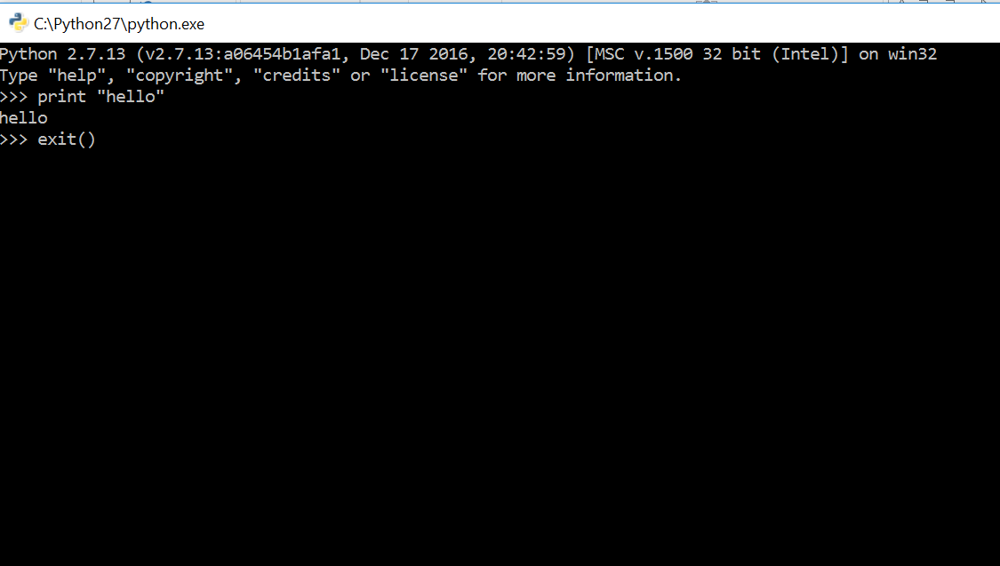 C:\Python27\python.exe
Python 2.7.13 (v2.7.13:a06454b1afa1, Dec 17 2016, 20:42:59) [MSC v.1500 32 bit (Intel)] on win32
Type "help", "copyright", "credits" or "license" for more information.
>>> print "hello"
hello
>>> exit()